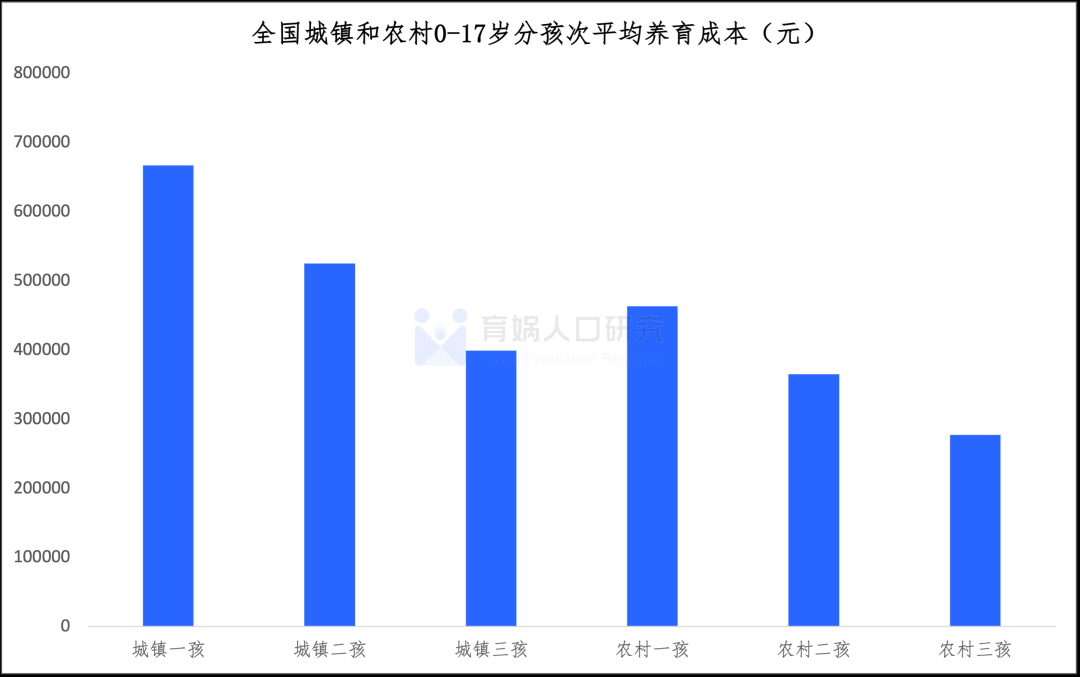 全国城镇和农村0-17岁分孩次平均养育成本（元）
800000
700000
600000
500000
400000
300000
200000
100000
0
育娲人口研究
Population Research
城镇一孩
城镇二孩
城镇三孩
农村一孩
农村二孩
农村三孩